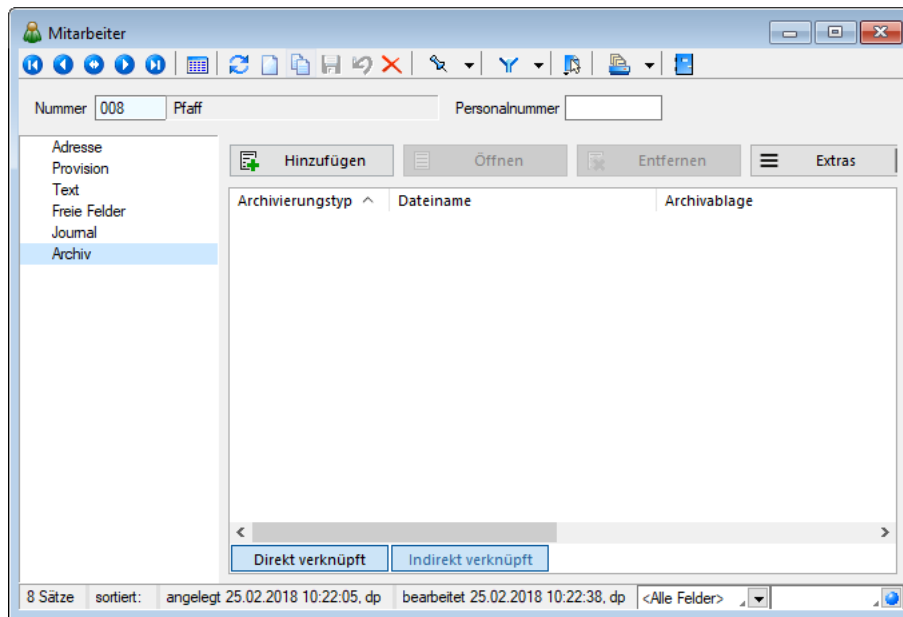 Mitarbeiter
Nummer 008 Pfaff Personalnummer
Adresse
Provision
Text
Freie Felder
Journal
Archiv
Hinzufügen Öffnen Entfernen Extras
Archivierungstyp Dateiname Archivablage
Direkt verknüpft Indirekt verknüpft
8 Sätze sortiert: angelegt 25.02.2018 10:22:05, dp bearbeitet 25.02.2018 10:22:38, dp <Alle Felder>